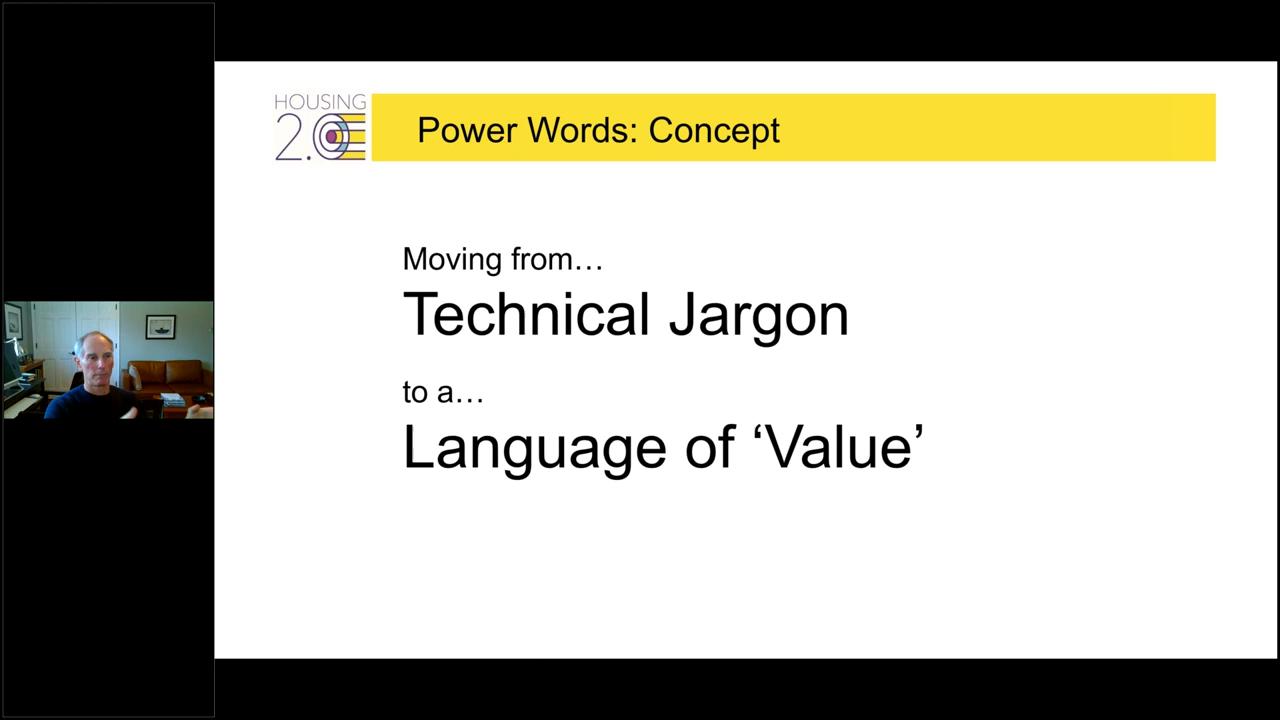 HOUSING
2.0
Power Words: Concept
Moving from…
Technical Jargon
to a…
Language of ‘Value’